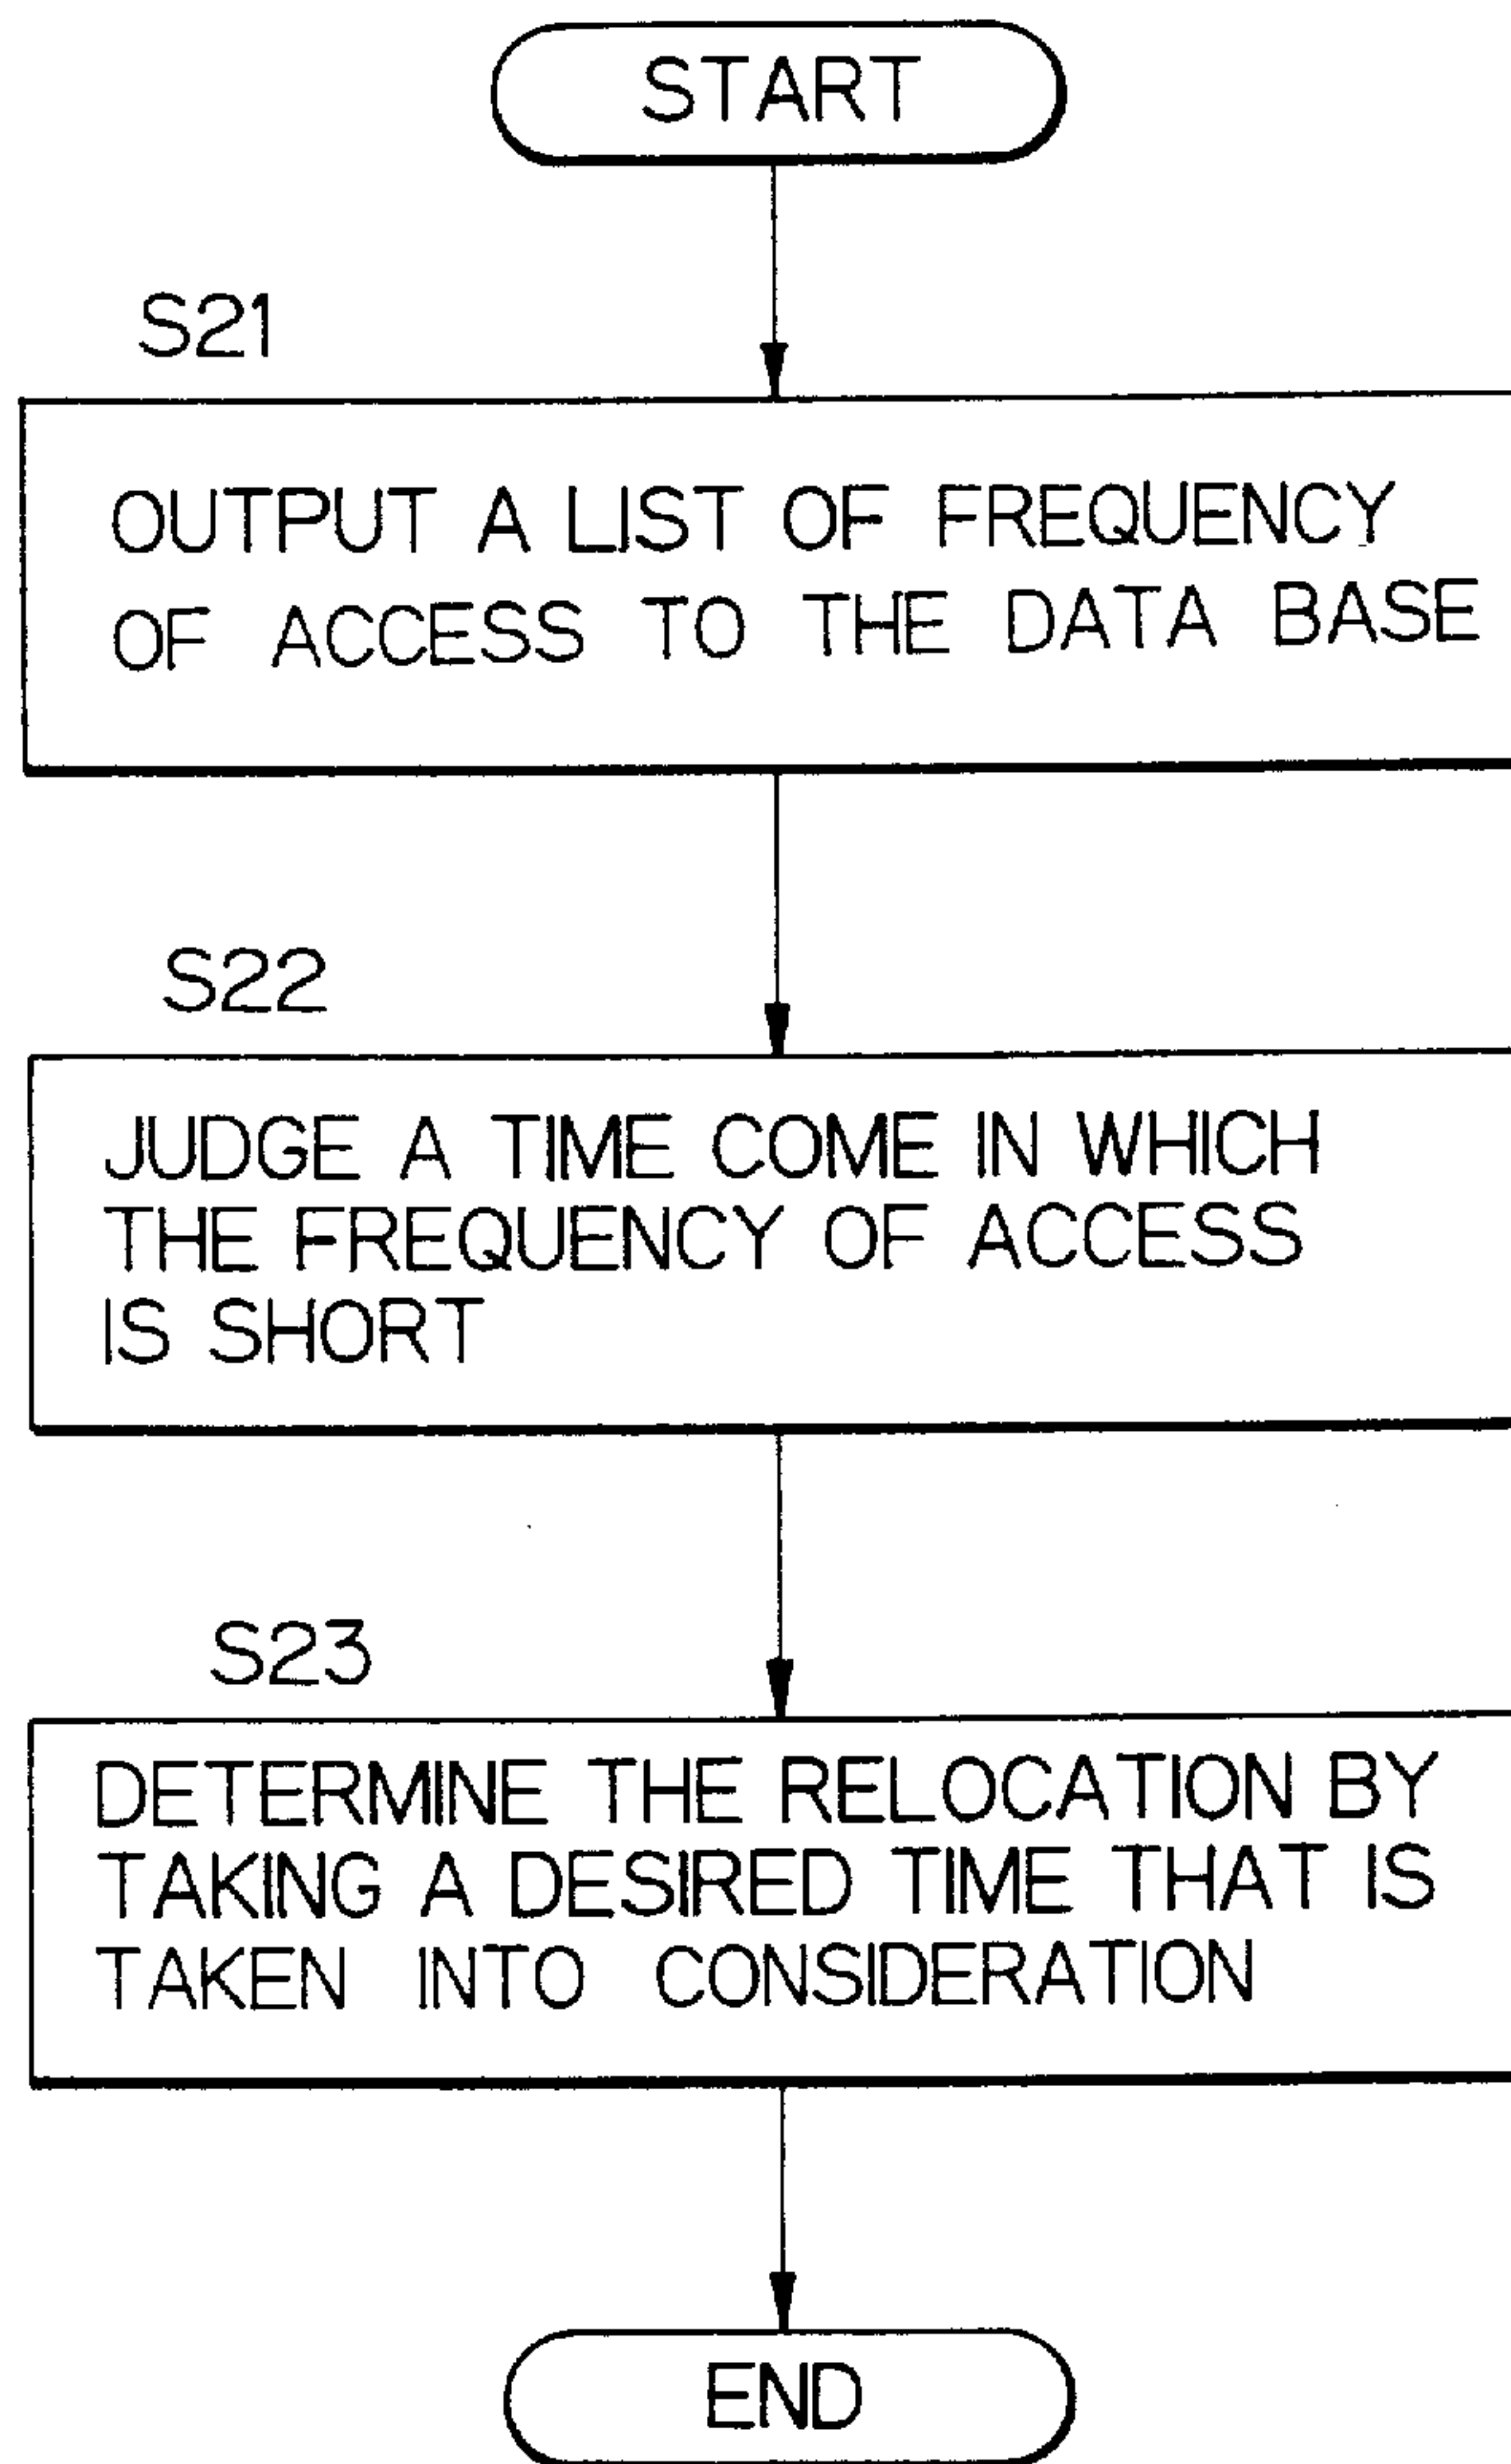 START
S21
OUTPUT A LIST OF FREQUENCY
OF ACCESS TO THE DATA BASE
S22
JUDGE A TIME COME IN WHICH
THE FREQUENCY OF ACCESS
IS SHORT
S23
DETERMINE THE RELOCATION BY
TAKING A DESIRED TIME THAT IS
TAKEN INTO CONSIDERATION
END